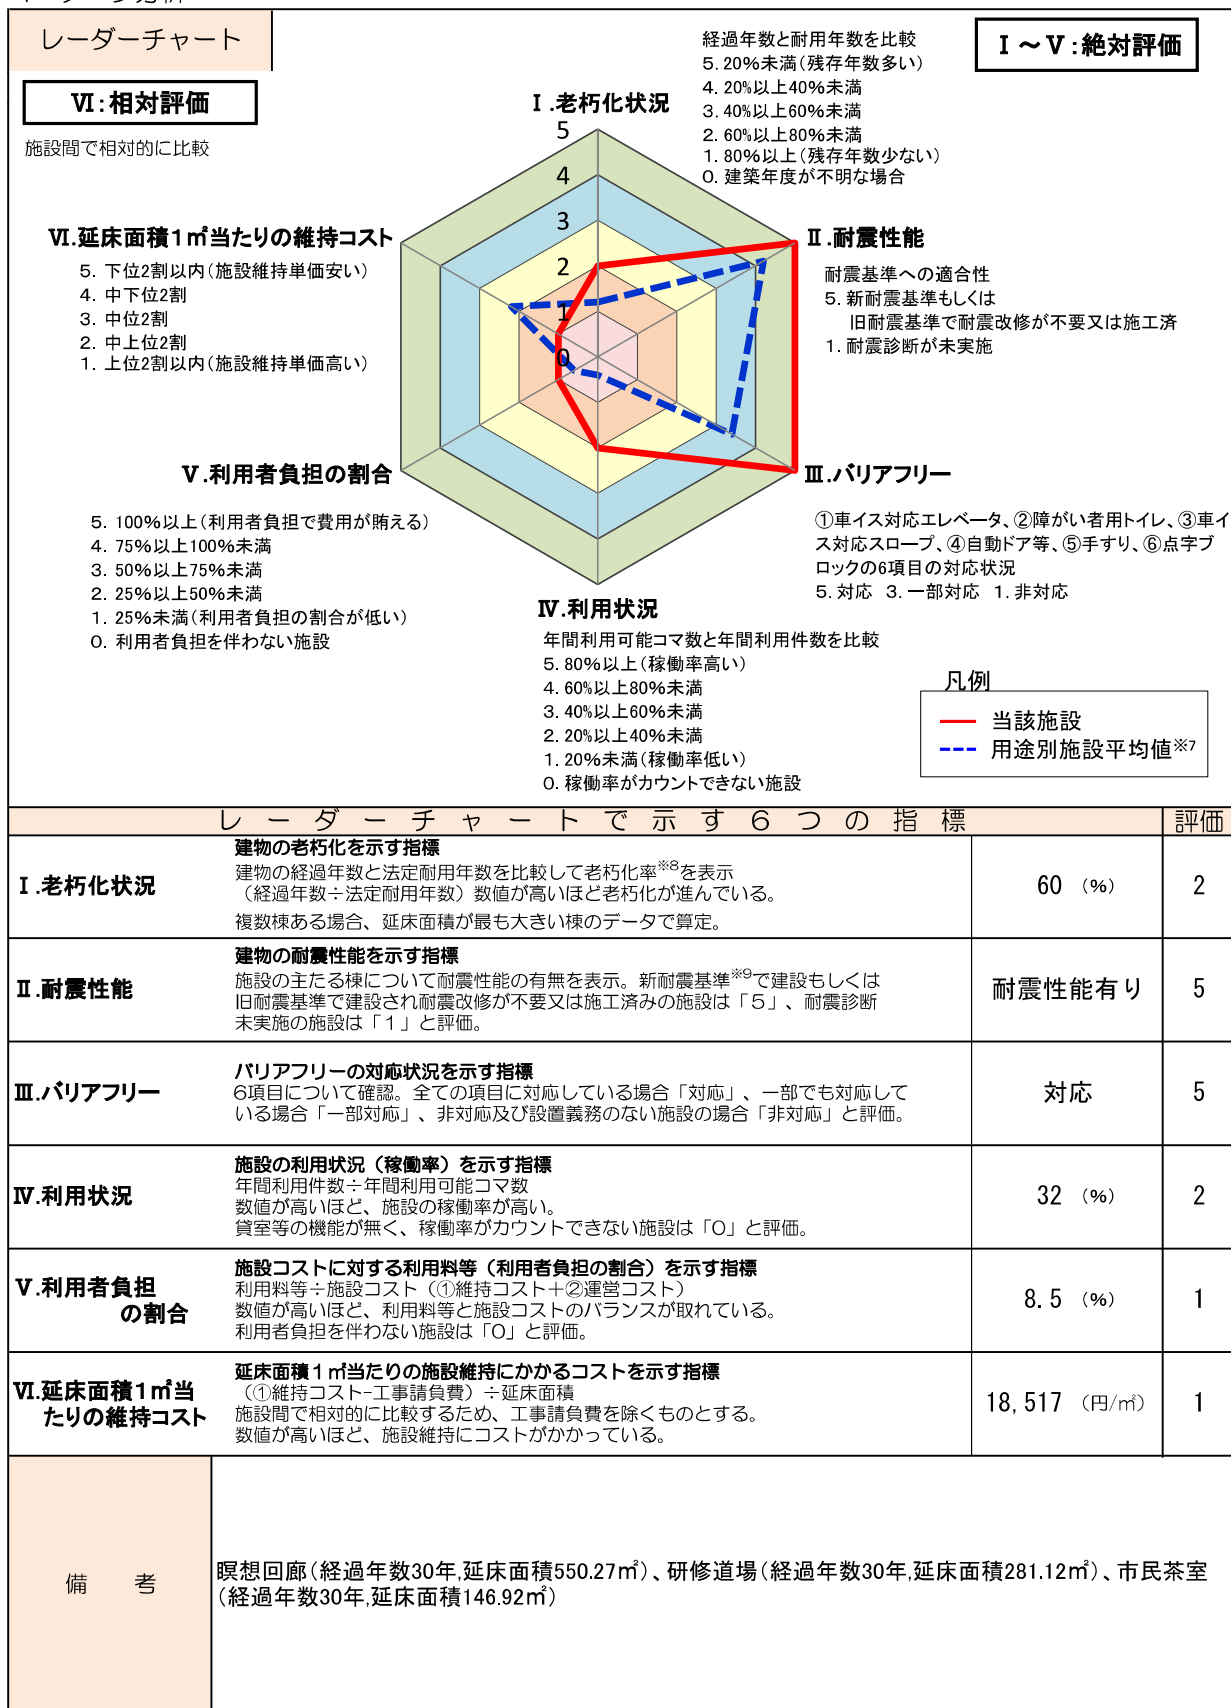 レーダーチャート
Ⅰ～Ⅴ:絶対評価
Ⅵ:相対評価
施設間で相対的に比較
経過年数と耐用年数を比較
5. 20%未満(残存年数多い)
4. 20%以上40%未満
3. 40%以上60%未満
2. 60%以上80%未満
1. 80%以上(残存年数少ない)
0. 建築年度が不明な場合
Ⅰ.老朽化状況
5
4
3
2
1
0
Ⅱ.耐震性能
耐震基準への適合性
5. 新耐震基準もしくは
旧耐震基準で耐震改修が不要又は施工済
1. 耐震診断が未実施
Ⅵ.延床面積1㎡当たりの維持コスト
5. 下位2割以内(施設維持単価安い)
4. 中下位2割
3. 中位2割
2. 中上位2割
1. 上位2割以内(施設維持単価高い)
Ⅲ.バリアフリー
①車イス対応エレベータ、②障がい者用トイレ、③車イ
ス対応スロープ、④自動ドア等、⑤手すり、⑥点字ブ
ロックの6項目の対応状況
5. 対応 3. 一部対応 1. 非対応
Ⅴ.利用者負担の割合
5. 100%以上(利用者負担で費用が賄える)
4. 75%以上100%未満
3. 50%以上75%未満
2. 25%以上50%未満
1. 25%未満(利用者負担の割合が低い)
0. 利用者負担を伴わない施設
Ⅳ.利用状況
年間利用可能コマ数と年間利用件数を比較
5. 80%以上(稼働率高い)
4. 60%以上80%未満
3. 40%以上60%未満
2. 20%以上40%未満
1. 20%未満(稼働率低い)
0. 稼働率がカウントできない施設
凡例
当該施設
用途別施設平均値※7
レーダーチャートで示す6つの指標 評価
Ⅰ.老朽化状況
建物の老朽化を示す指標
建物の経過年数と法定耐用年数を比較して老朽化率※8を表示
（経過年数÷法定耐用年数）数値が高いほど老朽化が進んでいる。
複数棟ある場合、延床面積が最も大きい棟のデータで算定。
60 (%) 2
Ⅱ.耐震性能
建物の耐震性能を示す指標
施設の主たる棟について耐震性能の有無を表示。新耐震基準※9で建設もしくは
旧耐震基準で建設され耐震改修が不要又は施工済みの施設は「5」、耐震診断
未実施の施設は「1」と評価。
耐震性能有り 5
Ⅲ.バリアフリー
バリアフリーの対応状況を示す指標
6項目について確認。全ての項目に対応している場合「対応」、一部でも対応して
いる場合「一部対応」、非対応及び設置義務のない施設の場合「非対応」と評価。
対応 5
Ⅳ.利用状況
施設の利用状況（稼働率）を示す指標
年間利用件数÷年間利用可能コマ数
数値が高いほど、施設の稼働率が高い。
貸室等の機能が無く、稼働率がカウントできない施設は「0」と評価。
32 (%) 2
Ⅴ.利用者負担
の割合
施設コストに対する利用料等（利用者負担の割合）を示す指標
利用料等÷施設コスト（①維持コスト+②運営コスト）
数値が高いほど、利用料等と施設コストのバランスが取れている。
利用者負担を伴わない施設は「0」と評価。
8.5 (%) 1
Ⅵ.延床面積1㎡当
たりの維持コスト
延床面積1㎡当たりの施設維持にかかるコストを示す指標
（①維持コスト-工事請負費）÷延床面積
施設間で相対的に比較するため、工事請負費を除くものとする。
数値が高いほど、施設維持にコストがかかっている。
18,517 (円/㎡) 1
備 考
瞑想回廊(経過年数30年,延床面積550.27㎡)、研修道場(経過年数30年,延床面積281.12㎡)、市民茶室
(経過年数30年,延床面積146.92㎡)